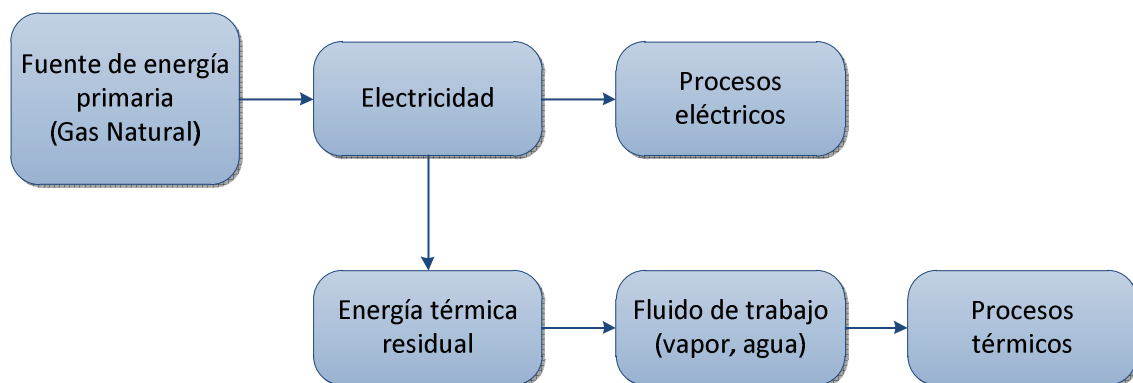 Fuente de energía
primaria
(Gas Natural)
Electricidad
Procesos
eléctricos
Energía térmica
residual
Fluido de trabajo
(vapor, agua)
Procesos
térmicos